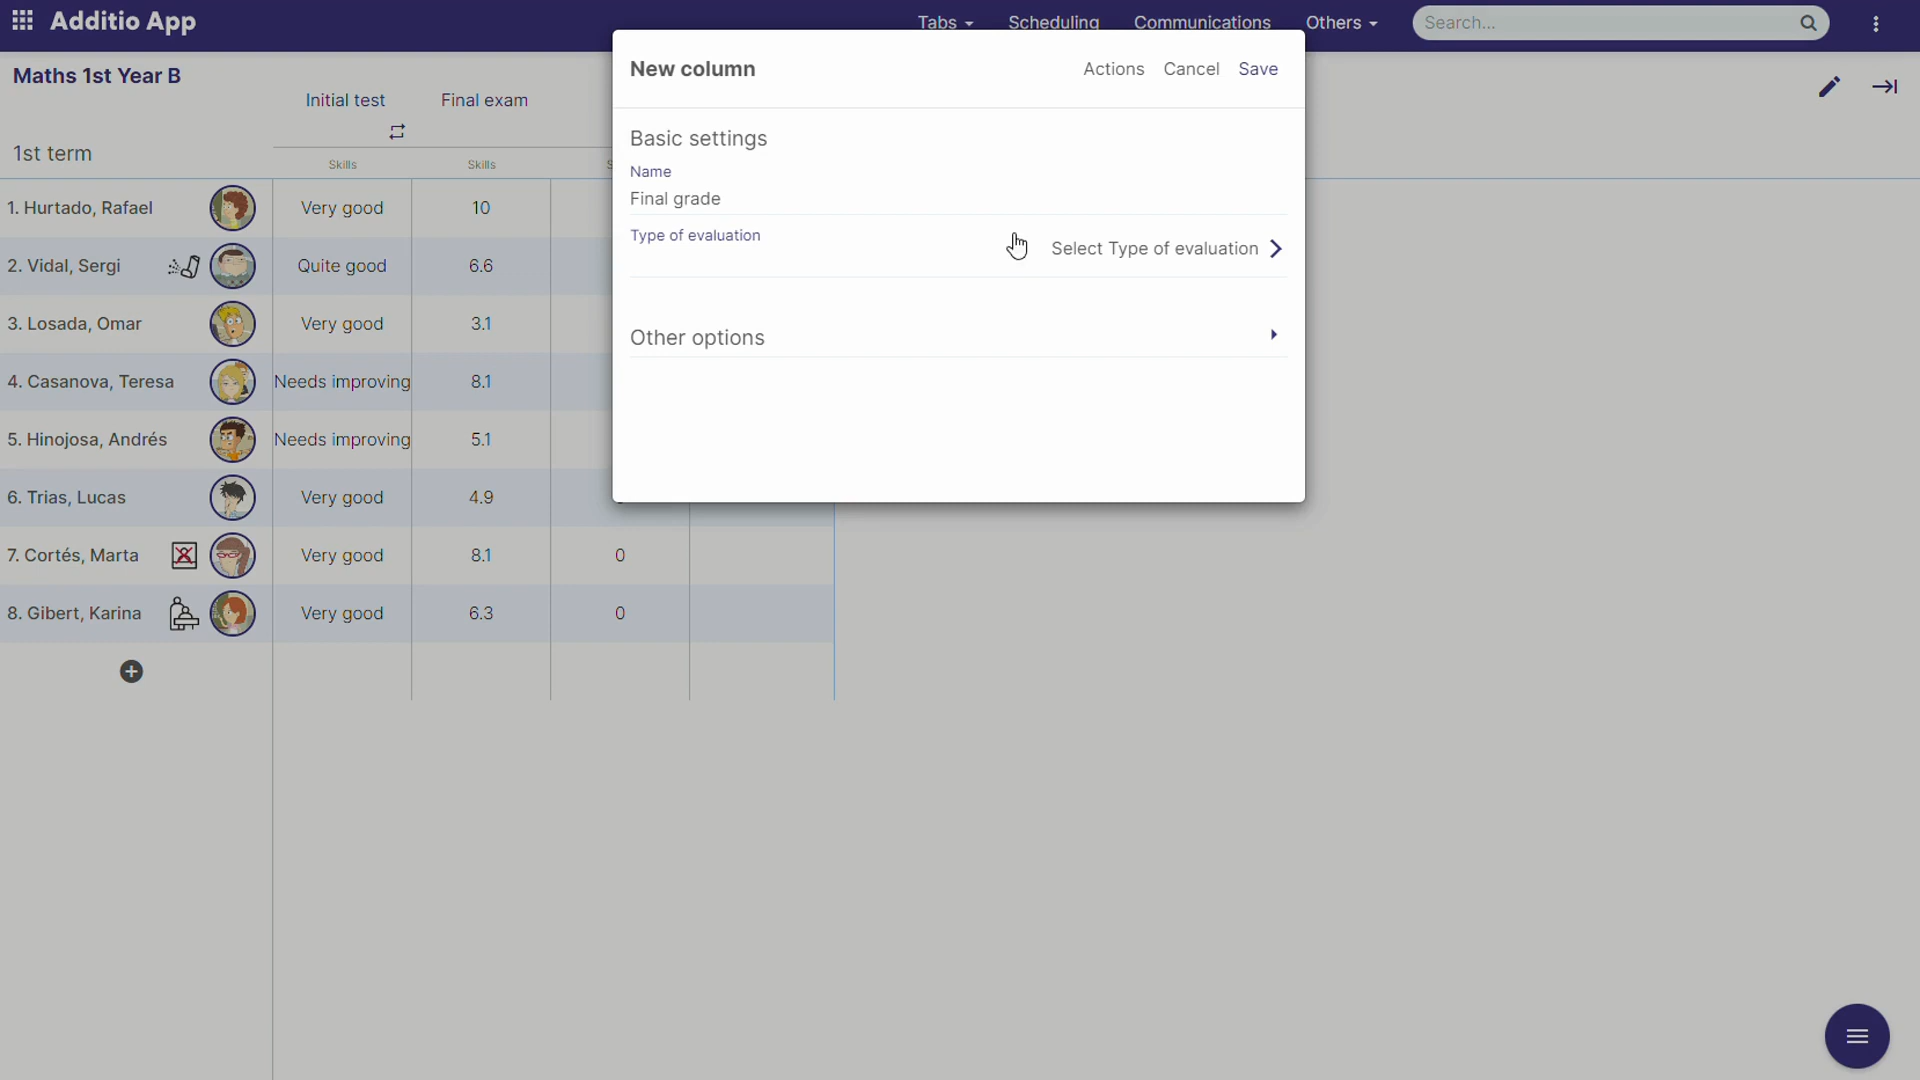 Additio App
Tabs
Scheduling
Communications
Others
Search...
Maths 1st Year B
Initial test
Final exam
1st term
Skills
Skills
1. Hurtado, Rafael
Very good
10
2. Vidal, Sergi
Quite good
6.6
3. Losada, Omar
Very good
3.1
4. Casanova, Teresa
Needs improving
8.1
5. Hinojosa, Andrés
Needs improving
5.1
6. Trias, Lucas
Very good
4.9
7. Cortés, Marta
Very good
8.1
0
8. Gibert, Karina
Very good
6.3
0
New column
Actions
Cancel
Save
Basic settings
Name
Final grade
Type of evaluation
Select Type of evaluation
Other options